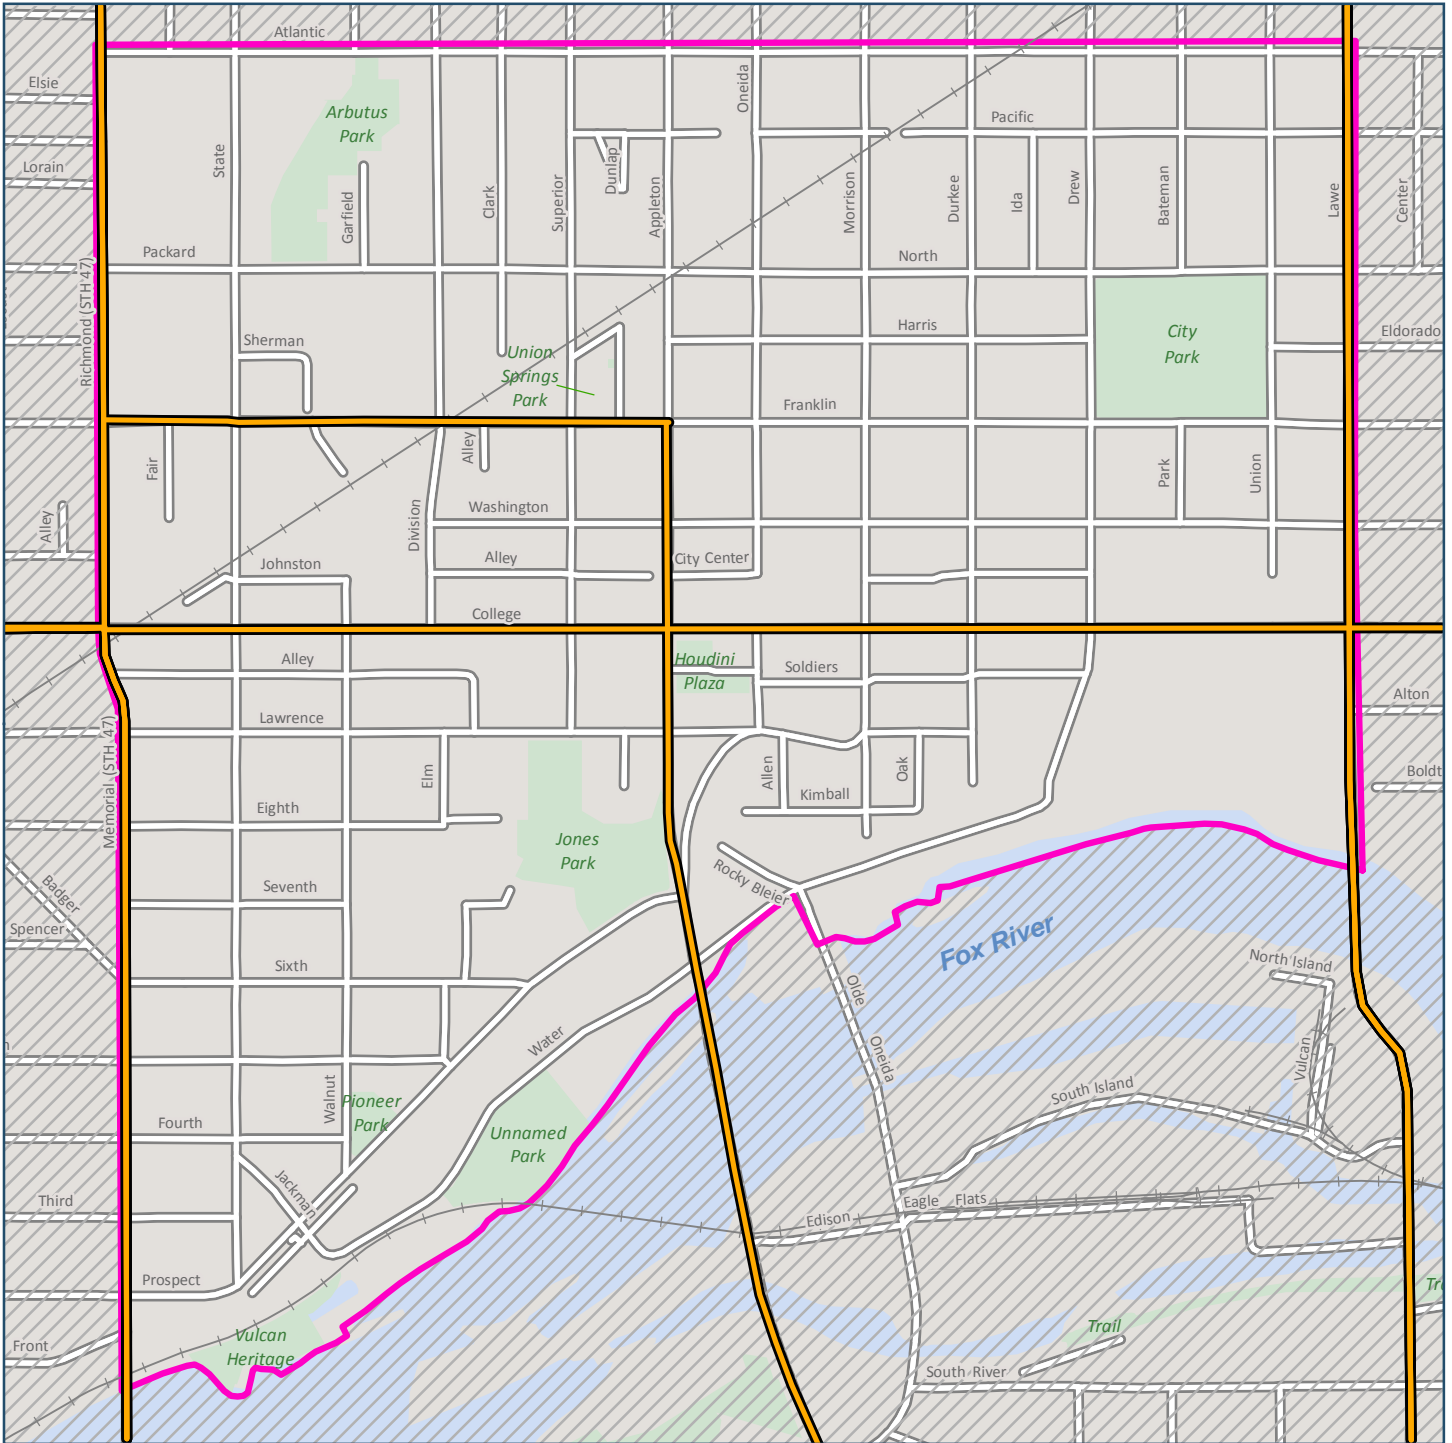 Atlantic
Elsie
Arbutus
Park
Oneida
Pacific
State
Lorain
Dunlap
Garfield
Clark
Superior
Appleton
Morrison
Durkee
Ida
Drew
Bateman
Lawe
Center
Packard
North
Richmond (STH 47)
Sherman
Harris
City
Park
Eldorado
Union
Springs
Park
Franklin
Fair
Alley
Park
Union
Alley
Division
Washington
Johnston
Alley
City Center
College
Alley
Houdini
Plaza
Soldiers
Alton
Lawrence
Memorial (STH 47)
Elm
Allen
Oak
Boldt
Eighth
Kimball
Jones
Park
Badger
Seventh
Rocky Bleier
Spencer
Fox River
Sixth
North Island
Olde
Oneida
Water
Vulcan
South Island
Walnut
Pioneer
Park
Fourth
Unnamed
Park
Jackman
Third
Eagle Flats
Edison
Prospect
Trail
Front
Vulcan
Heritage
South River